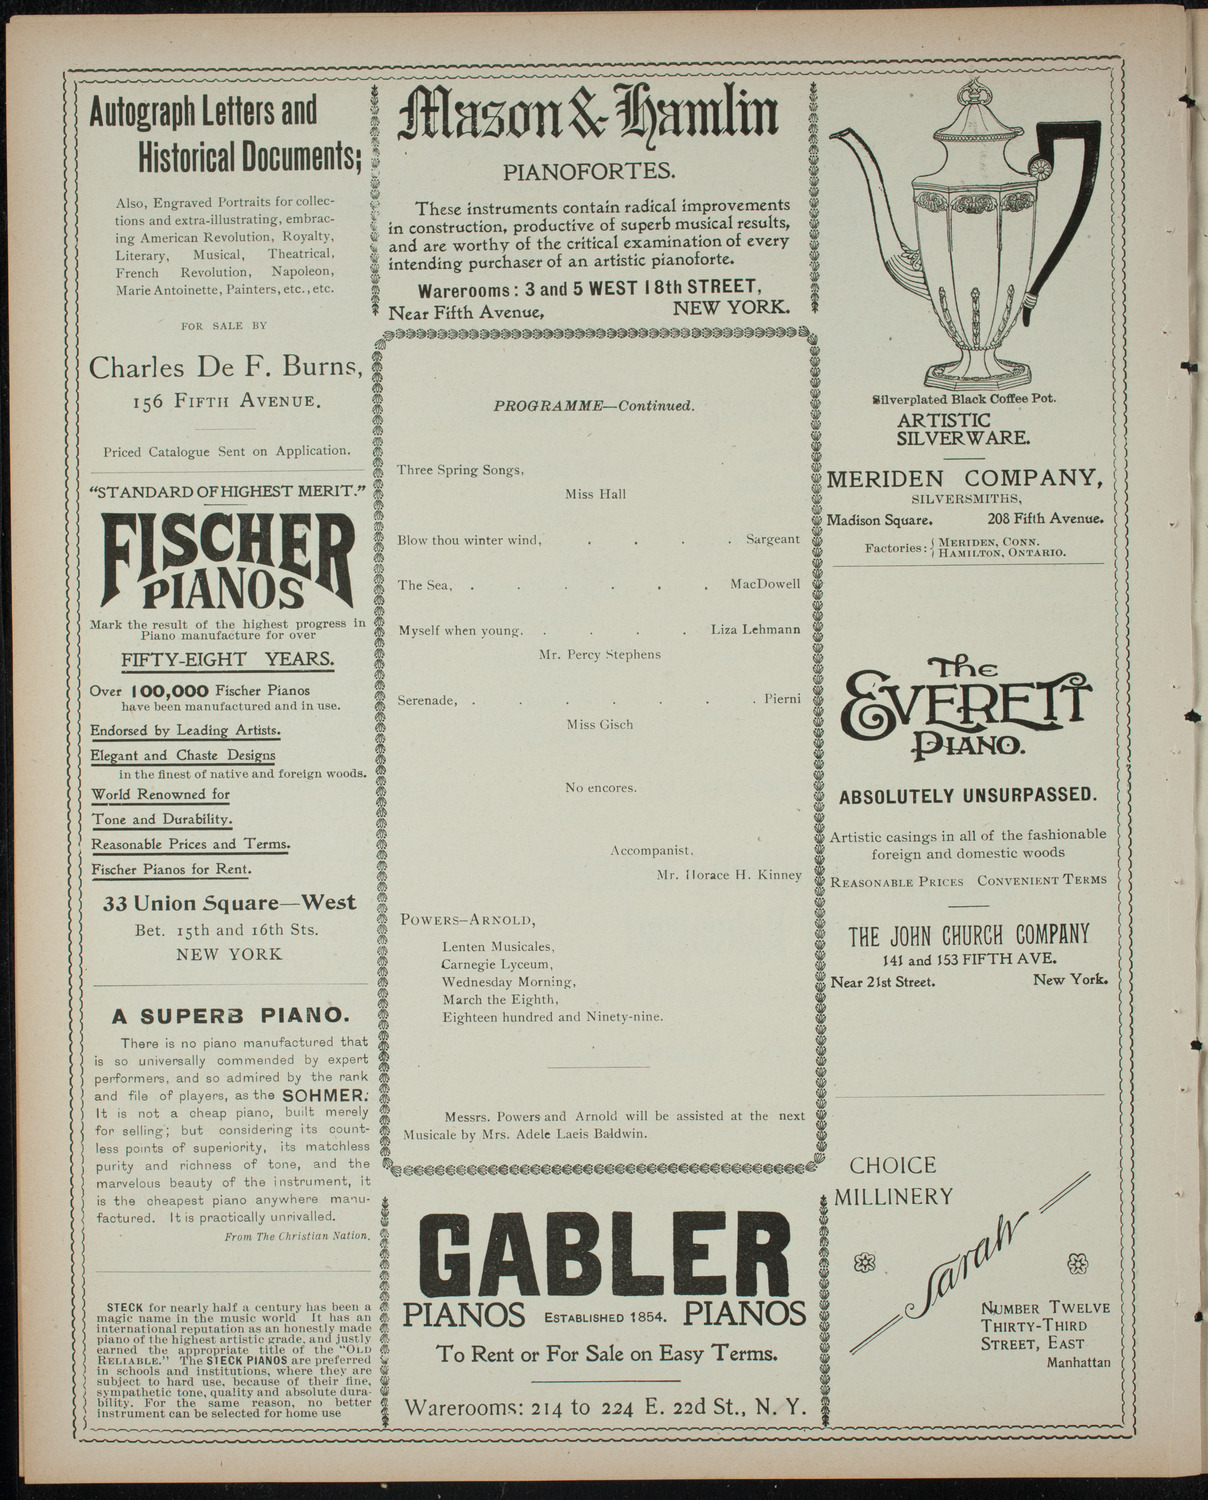 Autograph Letters and
Historical Documents;
Also, Engraved Portraits for collec-
tions and extra-illustrating, embrac-
ing American Revolution, Royalty,
Literary, Musical, Theatrical,
French Revolution, Napoleon,
Marie Antoinette, Painters, etc., etc.
FOR SALE BY
Charles De F. Burns,
156 FIFTH AVENUE.
Priced Catalogue Sent on Application.
"STANDARD OF HIGHEST MERIT."
FISCHER
PIANOS
Mark the result of the highest progress in
Piano manufacture for over
FIFTY-EIGHT YEARS.
Over 100,000 Fischer Pianos
have been manufactured and in use.
Endorsed by Leading Artists.
Elegant and Chaste Designs
in the finest of native and foreign woods.
World Renowned for
Tone and Durability.
Reasonable Prices and Terms.
Fischer Pianos for Rent.
33 Union Square—West
Bet. 15th and 16th Sts.
NEW YORK
A SUPERB PIANO.
There is no piano manufactured that
is so universally commended by expert
performers, and so admired by the rank
and file of players, as the SOHMER.
It is not a cheap piano, built merely
for selling; but considering its count-
less points of superiority, its matchless
purity and richness of tone, and the
marvelous beauty of the instrument, it
is the cheapest piano anywhere manu-
factured. It is practically unrivalled.
From The Christian Nation.
STECK for nearly half a century has been a
magic name in the music world It has an
international reputation as an honestly made
piano of the highest artistic grade, and justly
earned the appropriate title of the "OLD
RELIABLE." The STECK PIANOS are preferred
in schools and institutions, where they are
subject to hard use, because of their fine,
sympathetic tone, quality and absolute dura-
bility. For the same reason, no better
instrument can be selected for home use
Mason & Hamlin
PIANOFORTES.
These instruments contain radical improvements
in construction, productive of superb musical results,
and are worthy of the critical examination of every
intending purchaser of an artistic pianoforte.
Warerooms: 3 and 5 WEST 18th STREET,
Near Fifth Avenue, NEW YORK.
PROGRAMME—Continued.
Three Spring Songs,
Miss Hall
Blow thou winter wind, . . . . Sargeant
The Sea, . . . . . . MacDowell
Myself when young, . . . . Liza Lehmann
Mr. Percy Stephens
Serenade, . . . . . . . Pierni
Miss Gisch
No encores.
Accompanist,
Mr. Horace H. Kinney
POWERS—ARNOLD,
Lenten Musicales,
Carnegie Lyceum,
Wednesday Morning,
March the Eighth,
Eighteen hundred and Ninety-nine.
Messrs. Powers and Arnold will be assisted at the next
Musicale by Mrs. Adele Laeis Baldwin.
GABLER
PIANOS ESTABLISHED 1854. PIANOS
To Rent or For Sale on Easy Terms.
Warerooms: 214 to 224 E. 22d St., N. Y.
Silverplated Black Coffee Pot.
ARTISTIC
SILVERWARE.
MERIDEN COMPANY,
SILVERSMITHS,
Madison Square. 208 Fifth Avenue.
Factories: { MERIDEN, CONN.
HAMILTON, ONTARIO.
The
EVERETT
PIANO.
ABSOLUTELY UNSURPASSED.
Artistic casings in all of the fashionable
foreign and domestic woods
REASONABLE PRICES CONVENIENT TERMS
THE JOHN CHURCH COMPANY
141 and 153 FIFTH AVE.
Near 21st Street. New York.
CHOICE
MILLINERY
Sarah
NUMBER TWELVE
THIRTY-THIRD
STREET, EAST
Manhattan